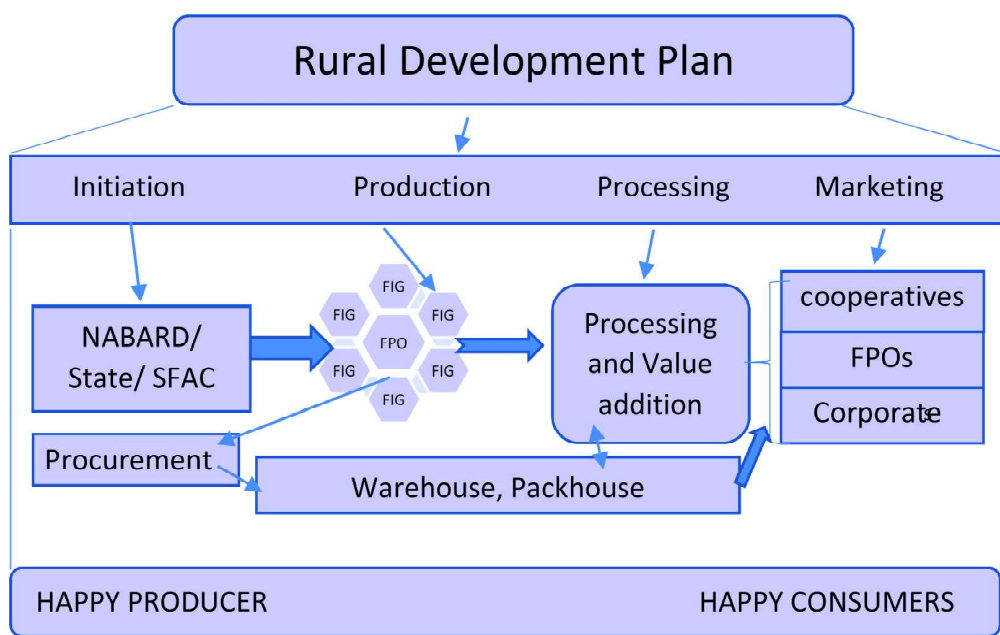 Rural Development Plan
Initiation Production Processing Marketing
NABARD/
State/ SFAC
FIG
FIG
FIG
FPO
FIG
FIG
FIG
Processing
and Value
addition
cooperatives
FPOs
Corporates
Procurement
Warehouse, Packhouse
HAPPY PRODUCER HAPPY CONSUMERS